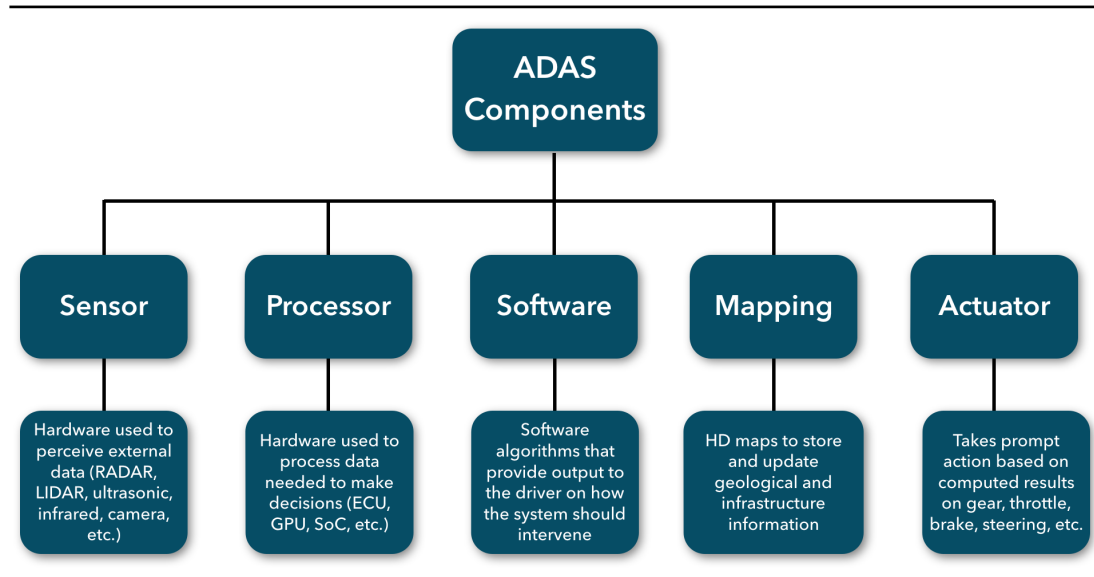 ADAS
Components
Sensor
Processor
Software
Mapping
Actuator
Hardware used to
perceive external
data (RADAR,
LIDAR, ultrasonic,
infrared, camera,
etc.)
Hardware used to
process data
needed to make
decisions (ECU,
GPU, SoC, etc.)
Software
algorithms that
provide output to
the driver on how
the system should
intervene
HD maps to store
and update
geological and
infrastructure
information
Takes prompt
action based on
computed results
on gear, throttle,
brake, steering, etc.